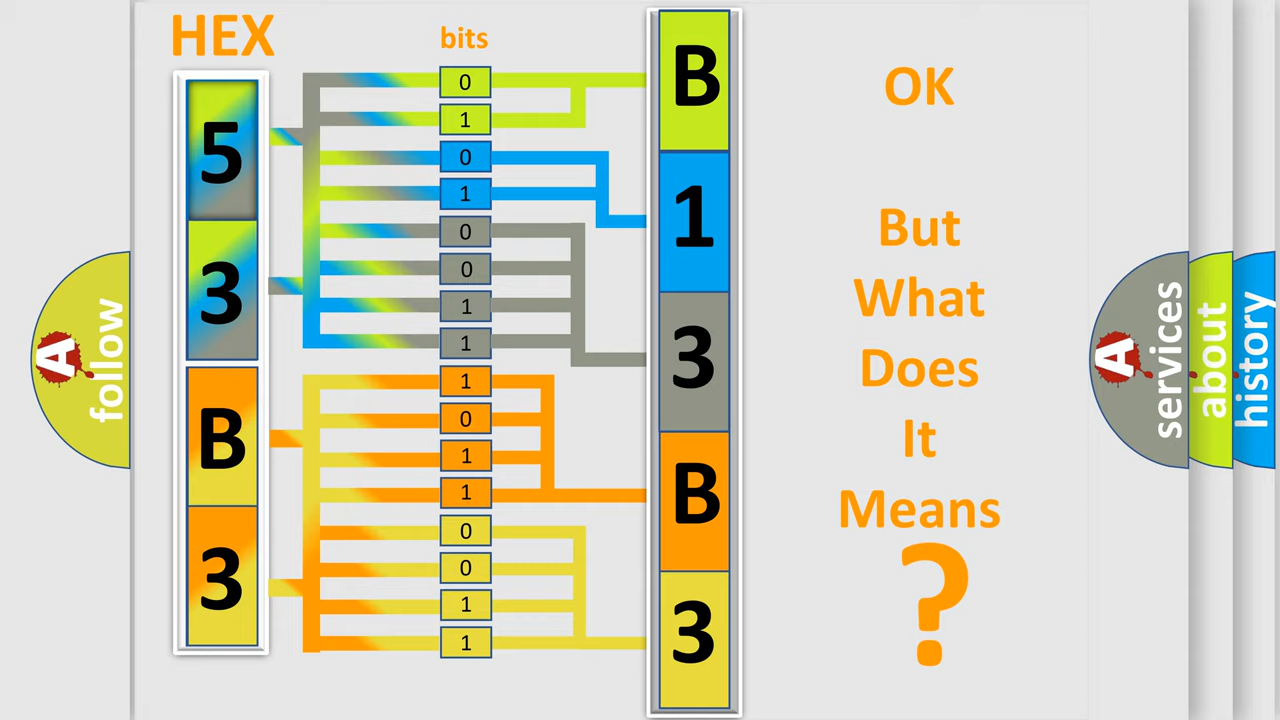 HEX
bits
5
3
B
3
0
1
0
1
0
0
1
1
1
0
1
1
0
0
1
1
B
1
3
B
3
OK
But
What
Does
It
Means
?
A
follow
A
services
about
history